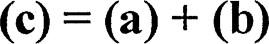 (c) = (a) + (b)